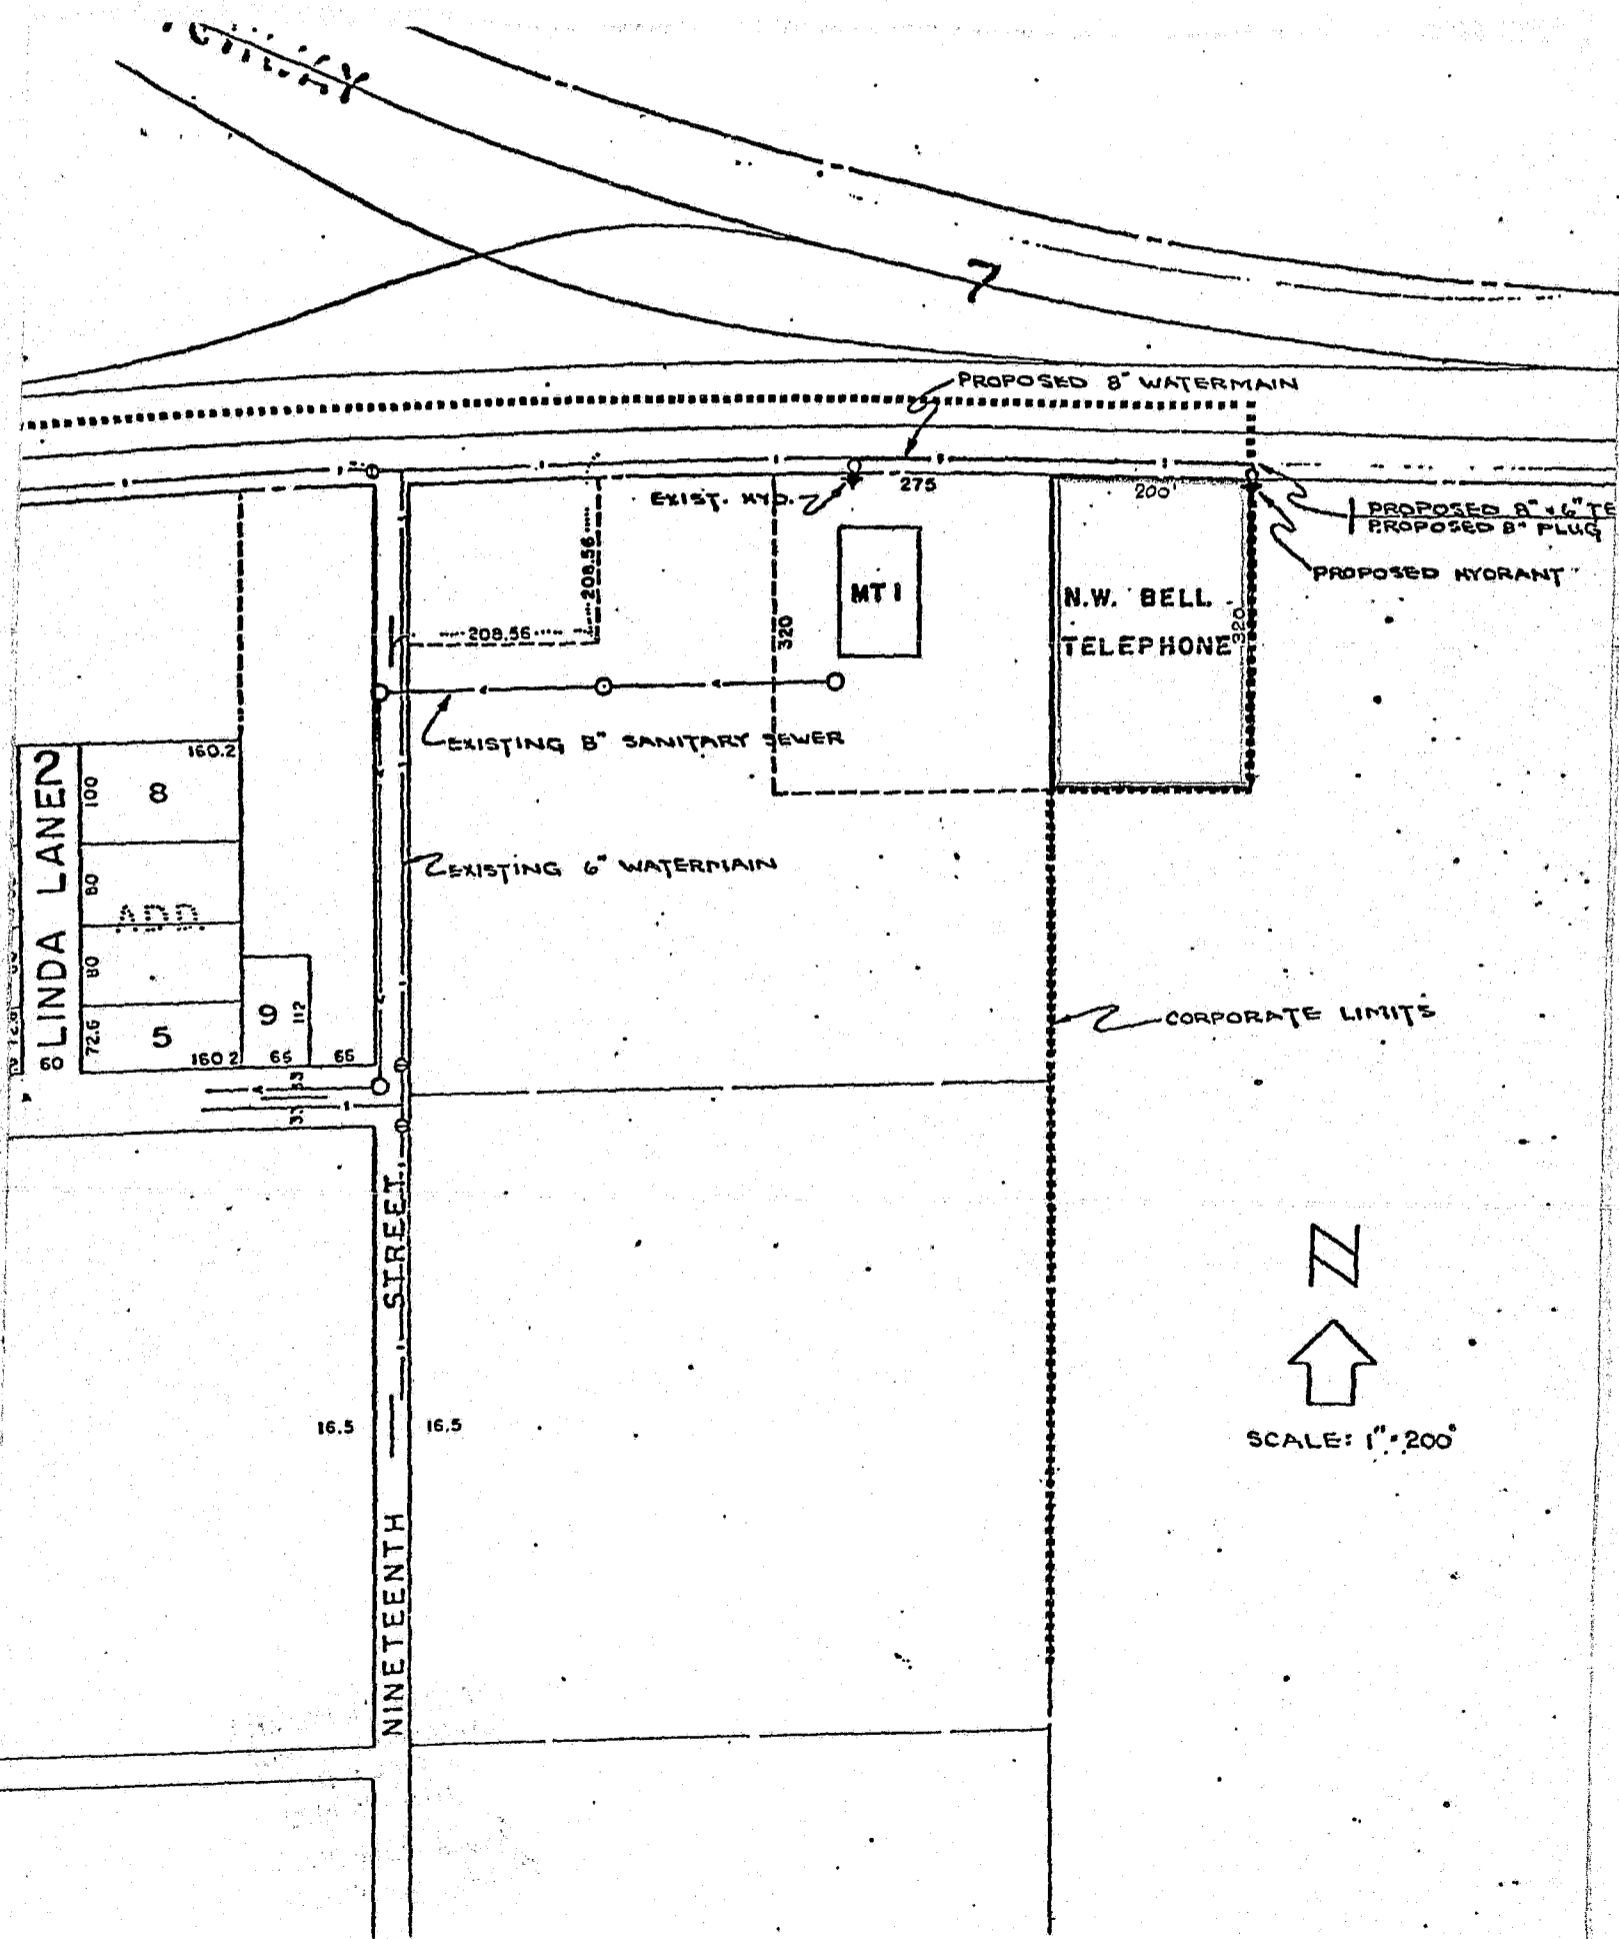 7
PROPOSED 8" WATERMAIN
EXIST. HYD.
275
200'
PROPOSED 8" x 6" TE
PROPOSED 8" PLUG
PROPOSED HYDRANT
208.56
208.56
320
MT I
N.W. BELL
TELEPHONE
320
EXISTING 8" SANITARY SEWER
2
LINDA LANE
60
160.2
100
8
80
ADD.
80
72.6
5
160.2
9
112
65
65
33
33
EXISTING 6" WATERMAIN
CORPORATE LIMITS
NINETEENTH STREET
16.5
16.5
N
SCALE: 1" = 200'